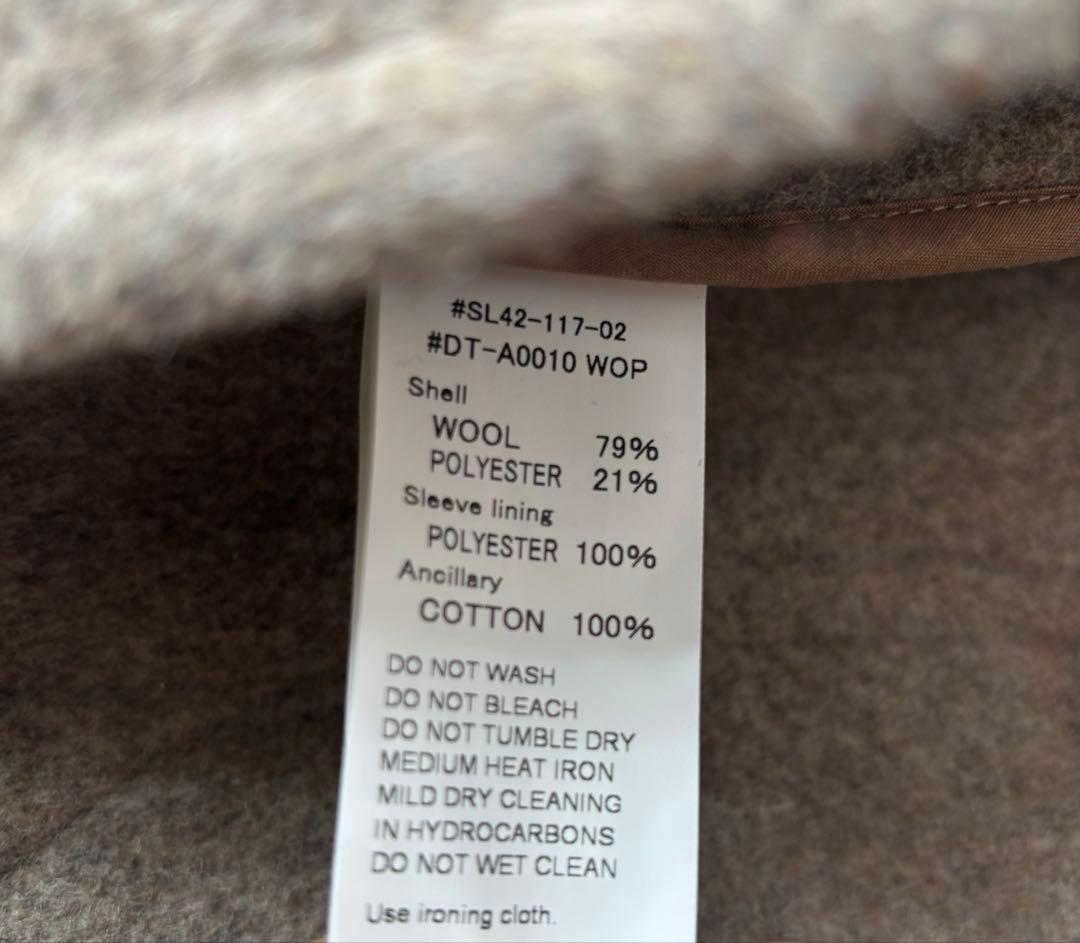 #SL42-117-02
#DT-A0010 WOP
Shell
WOOL 79%
POLYESTER 21%
Sleeve lining
POLYESTER 100%
Ancillary
COTTON 100%
DO NOT WASH
DO NOT BLEACH
DO NOT TUMBLE DRY
MEDIUM HEAT IRON
MILD DRY CLEANING
IN HYDROCARBONS
DO NOT WET CLEAN
Use ironing cloth.